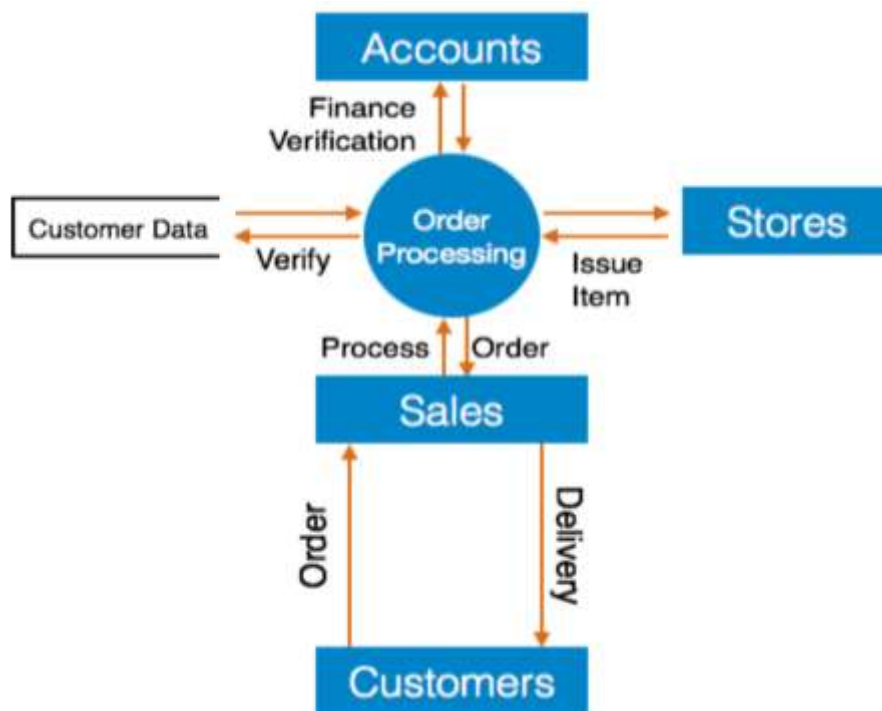 Accounts
Finance
Verification
Customer Data
Order
Processing
Stores
Verify
Issue
Item
Process
Order
Sales
Order
Delivery
Customers